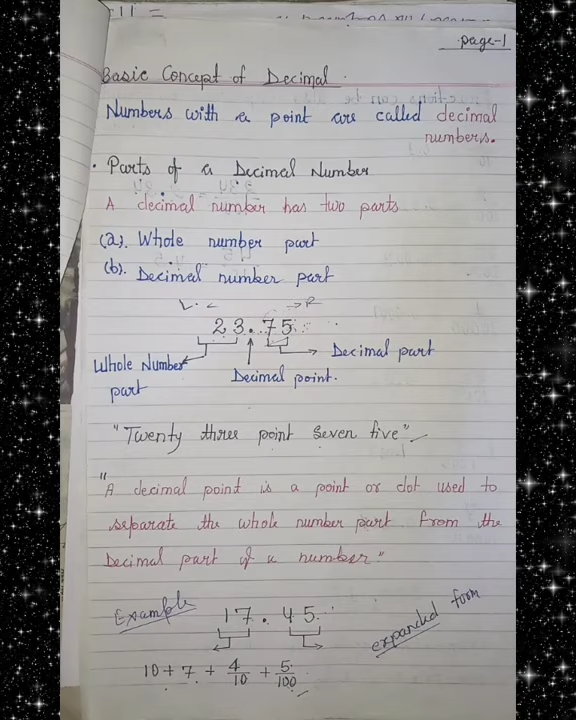 page-1
Basic Concept of Decimal.
Numbers with a point are called decimal
numbers.
• Parts of a Decimal Number
A decimal number has two parts
(a). Whole number part
(b). Decimal number part
L ← → R
23.75
Whole Number part
Decimal point.
Decimal part
"Twenty three point seven five"
"A decimal point is a point or dot used to
separate the whole number part from the
Decimal part of a number."
Example
17.45
expanded form
10 + 7 + 4/10 + 5/100